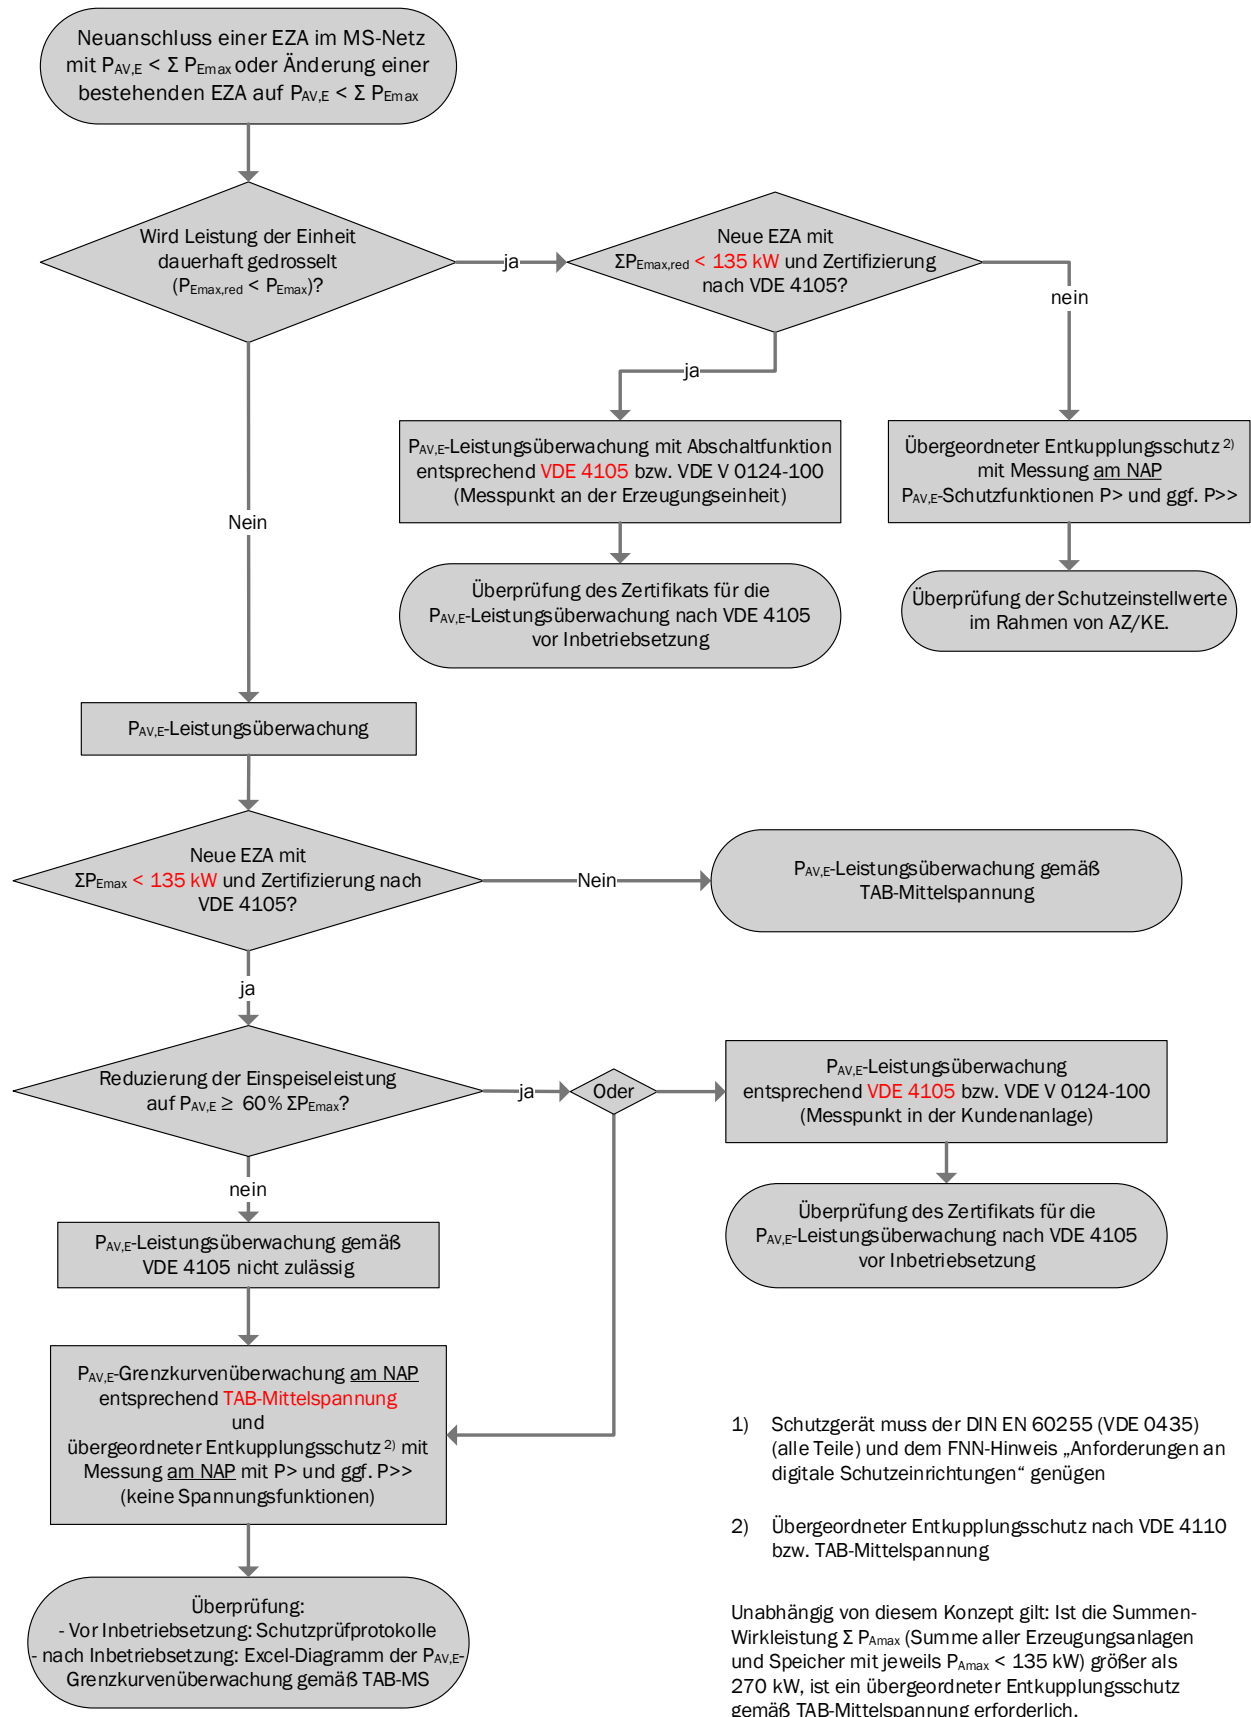 Neuanschluss einer EZA im MS-Netz
mit PAV,E < Σ PEmax oder Änderung einer
bestehenden EZA auf PAV,E < Σ PEmax
Wird Leistung der Einheit
dauerhaft gedrosselt
(PEmax,red < PEmax)?
ja
Neue EZA mit
ΣPEmax,red < 135 kW und Zertifizierung
nach VDE 4105?
nein
ja
PAV,E-Leistungsüberwachung mit Abschaltfunktion
entsprechend VDE 4105 bzw. VDE V 0124-100
(Messpunkt an der Erzeugungseinheit)
Übergeordneter Entkupplungsschutz 2)
mit Messung am NAP
PAV,E-Schutzfunktionen P> und ggf. P>>
Nein
Überprüfung des Zertifikats für die
PAV,E-Leistungsüberwachung nach VDE 4105
vor Inbetriebsetzung
Überprüfung der Schutzeinstellwerte
im Rahmen von AZ/KE.
PAV,E-Leistungsüberwachung
Neue EZA mit
ΣPEmax < 135 kW und Zertifizierung nach
VDE 4105?
Nein
PAV,E-Leistungsüberwachung gemäß
TAB-Mittelspannung
ja
Reduzierung der Einspeiseleistung
auf PAV,E ≥ 60% ΣPEmax?
ja
Oder
PAV,E-Leistungsüberwachung
entsprechend VDE 4105 bzw. VDE V 0124-100
(Messpunkt in der Kundenanlage)
nein
Überprüfung des Zertifikats für die
PAV,E-Leistungsüberwachung nach VDE 4105
vor Inbetriebsetzung
PAV,E-Leistungsüberwachung gemäß
VDE 4105 nicht zulässig
PAV,E-Grenzkurvenüberwachung am NAP
entsprechend TAB-Mittelspannung
und
übergeordneter Entkupplungsschutz 2) mit
Messung am NAP mit P> und ggf. P>>
(keine Spannungsfunktionen)
Überprüfung:
- Vor Inbetriebsetzung: Schutzprüfprotokolle
- nach Inbetriebsetzung: Excel-Diagramm der PAV,E-
Grenzkurvenüberwachung gemäß TAB-MS
1) Schutzgerät muss der DIN EN 60255 (VDE 0435)
(alle Teile) und dem FNN-Hinweis „Anforderungen an
digitale Schutzeinrichtungen“ genügen
2) Übergeordneter Entkupplungsschutz nach VDE 4110
bzw. TAB-Mittelspannung
Unabhängig von diesem Konzept gilt: Ist die Summen-
Wirkleistung Σ PAmax (Summe aller Erzeugungsanlagen
und Speicher mit jeweils PAmax < 135 kW) größer als
270 kW, ist ein übergeordneter Entkupplungsschutz
gemäß TAB-Mittelspannung erforderlich.